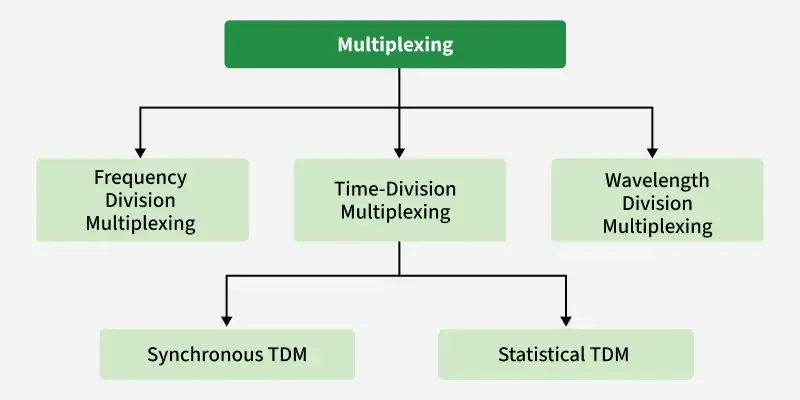 Multiplexing
Frequency
Division
Multiplexing
Time-Division
Multiplexing
Wavelength
Division
Multiplexing
Synchronous TDM
Statistical TDM